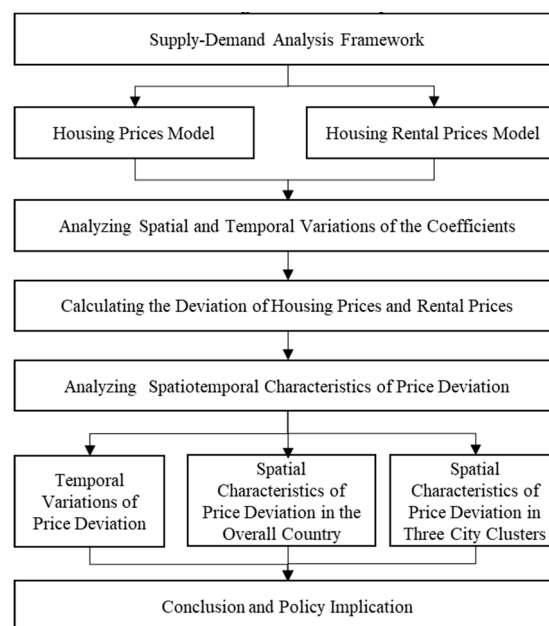 Supply-Demand Analysis Framework
Housing Prices Model
Housing Rental Prices Model
Analyzing Spatial and Temporal Variations of the Coefficients
Calculating the Deviation of Housing Prices and Rental Prices
Analyzing Spatiotemporal Characteristics of Price Deviation
Temporal
Variations of
Price Deviation
Spatial
Characteristics of
Price Deviation in the
Overall Country
Spatial
Characteristics of
Price Deviation in
Three City Clusters
Conclusion and Policy Implication